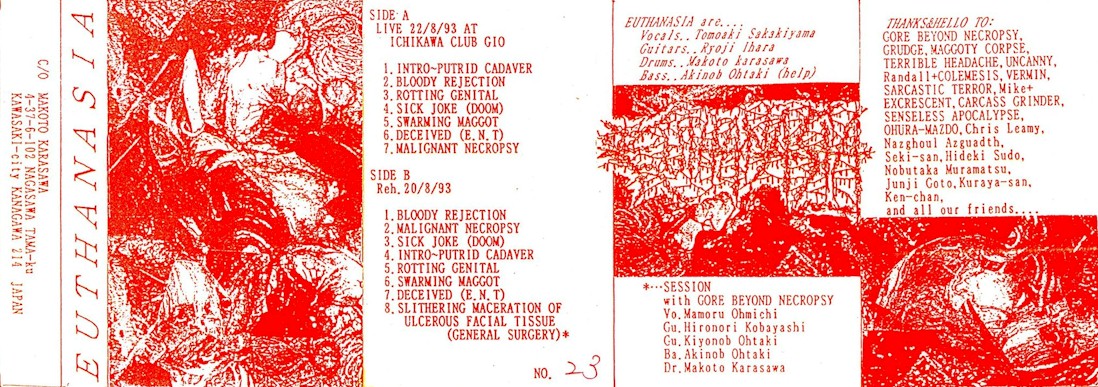 C/O MAKOTO KARASAWA
4-37-6-102 NAGASAWA TAMA-ku
KAWASAKI-city KANAGAWA 214 JAPAN
EUTHANASIA
SIDE A
LIVE 22/8/93 AT
ICHIKAWA CLUB GIO
1. INTRO~PUTRID CADAVER
2. BLOODY REJECTION
3. ROTTING GENITAL
4. SICK JOKE (DOOM)
5. SWARMING MAGGOT
6. DECEIVED (E.N.T)
7. MALIGNANT NECROPSY
SIDE B
Reh. 20/8/93
1. BLOODY REJECTION
2. MALIGNANT NECROPSY
3. SICK JOKE (DOOM)
4. INTRO~PUTRID CADAVER
5. ROTTING GENITAL
6. SWARMING MAGGOT
7. DECEIVED (E.N.T)
8. SLITHERING MACERATION OF
ULCEROUS FACIAL TISSUE
(GENERAL SURGERY)*
NO. 23
EUTHANASIA are....
Vocals..Tomoaki Sakakiyama
Guitars..Ryoji Ihara
Drums..Makoto karasawa
Bass..Akinob Ohtaki (help)
*…SESSION
with GORE BEYOND NECROPSY
Vo. Mamoru Ohmichi
Gu. Hironori Kobayashi
Gu. Kiyonob Ohtaki
Ba. Akinob Ohtaki
Dr. Makoto Karasawa
THANKS&HELLO TO:
GORE BEYOND NECROPSY,
GRUDGE, MAGGOTY CORPSE,
TERRIBLE HEADACHE, UNCANNY,
Randall+COLEMESIS, VERMIN,
SARCASTIC TERROR, Mike+
EXCRESCENT, CARCASS GRINDER,
SENSELESS APOCALYPSE,
OHURA-MAZDO, Chris Leamy,
Nazghoul Azguadth,
Seki-san, Hideki Sudo,
Nobutaka Muramatsu,
Junji Goto, Kuraya-san,
Ken-chan,
and all our friends....